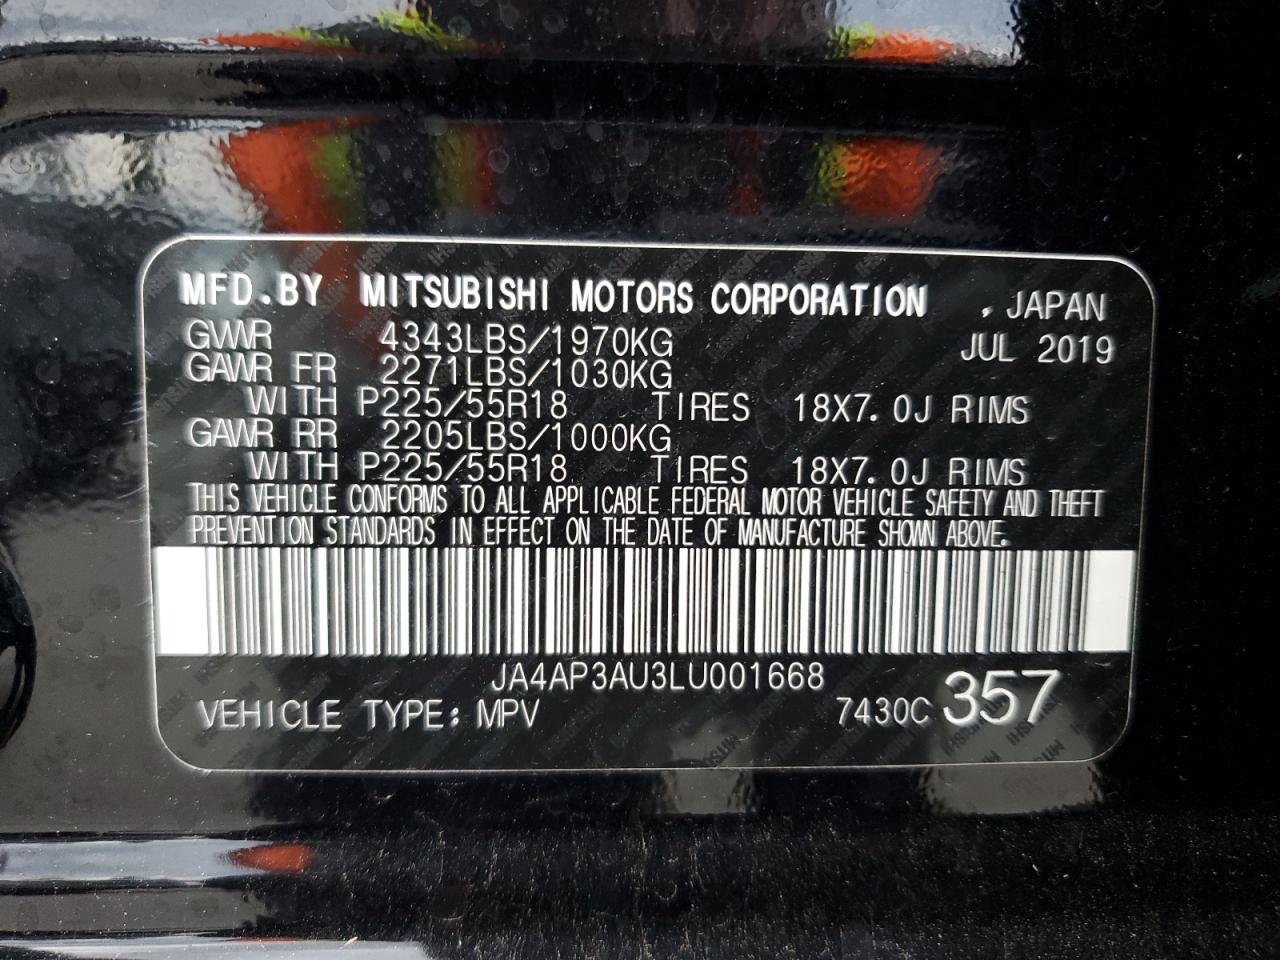 MFD.BY MITSUBISHI MOTORS CORPORATION , JAPAN
GVWR 4343LBS/1970KG JUL 2019
GAWR FR 2271LBS/1030KG
WITH P225/55R18 TIRES 18X7.0J RIMS
GAWR RR 2205LBS/1000KG
WITH P225/55R18 TIRES 18X7.0J RIMS
THIS VEHICLE CONFORMS TO ALL APPLICABLE FEDERAL MOTOR VEHICLE SAFETY AND THEFT
PREVENTION STANDARDS IN EFFECT ON THE DATE OF MANUFACTURE SHOWN ABOVE.
JA4AP3AU3LU001668
VEHICLE TYPE: MPV 7430C 357